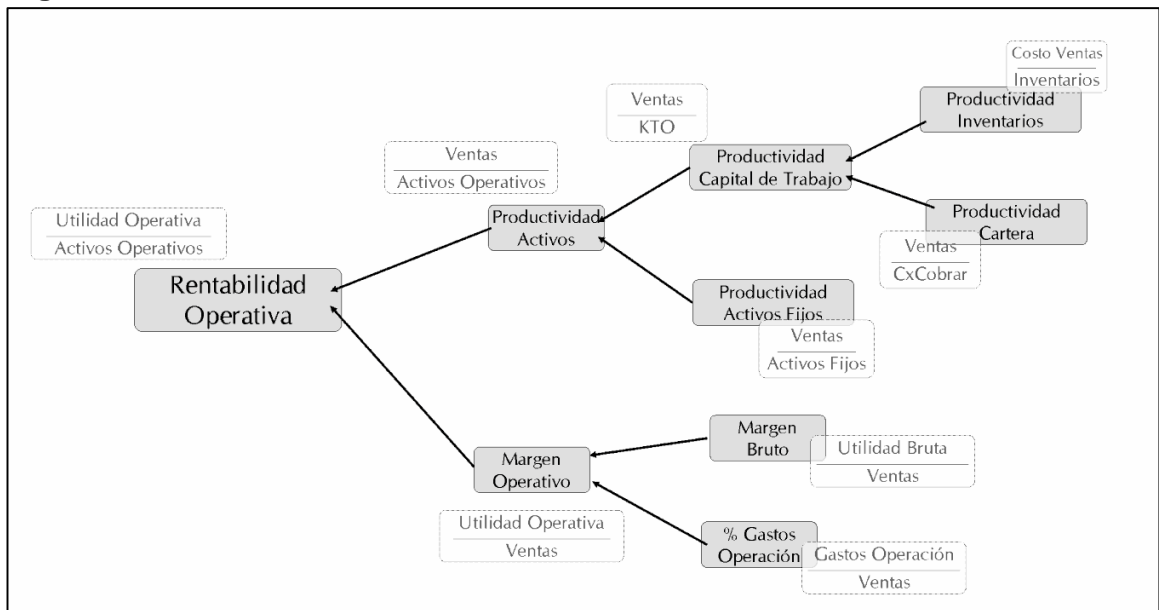 Costo Ventas
Inventarios
Productividad
Inventarios
Ventas
KTO
Productividad
Capital de Trabajo
Ventas
Activos Operativos
Productividad
Activos
Productividad
Cartera
Ventas
CxCobrar
Utilidad Operativa
Activos Operativos
Rentabilidad
Operativa
Productividad
Activos Fijos
Ventas
Activos Fijos
Margen
Bruto
Utilidad Bruta
Ventas
Margen
Operativo
Utilidad Operativa
Ventas
% Gastos
Operación
Gastos Operación
Ventas